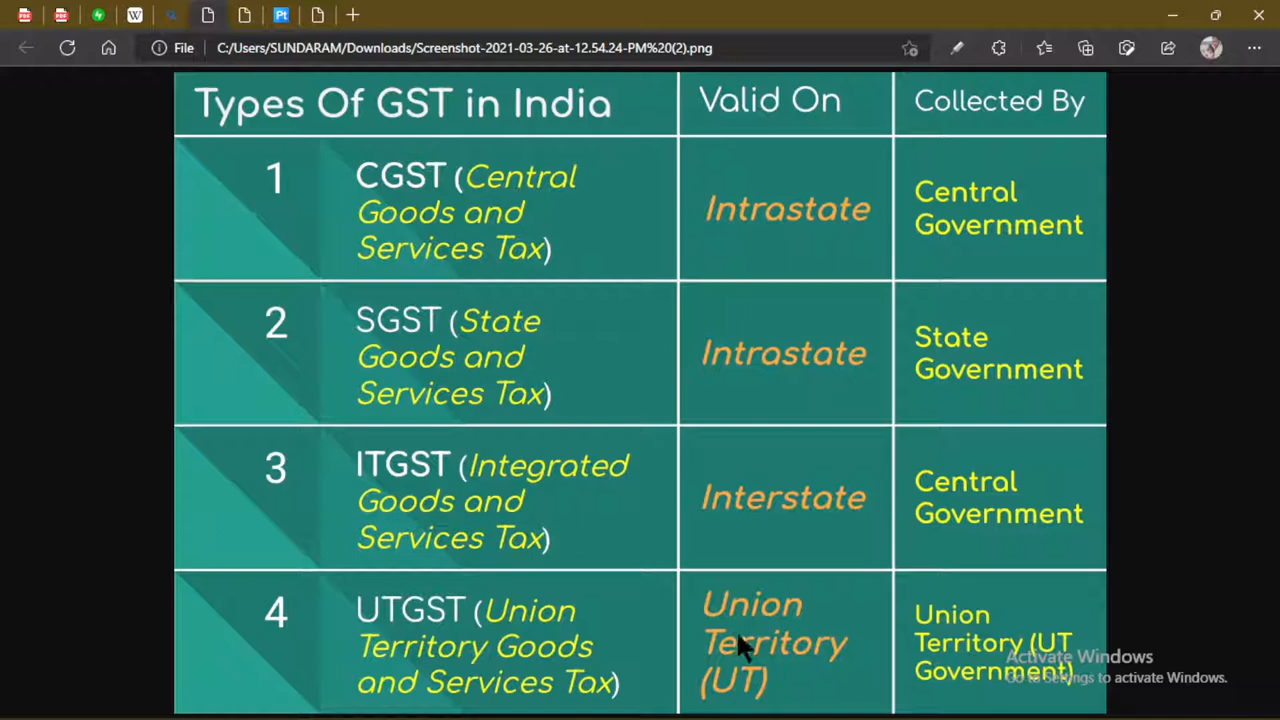 File C:/Users/SUNDARAM/Downloads/Screenshot-2021-03-26-at-12.54.24-PM%20(2).png
Types Of GST in India Valid On Collected By
1 CGST (Central Goods and Services Tax) Intrastate Central Government
2 SGST (State Goods and Services Tax) Intrastate State Government
3 ITGST (Integrated Goods and Services Tax) Interstate Central Government
4 UTGST (Union Territory Goods and Services Tax) Union Territory (UT) Union Territory (UT Government)
Activate Windows
Go to Settings to activate Windows.